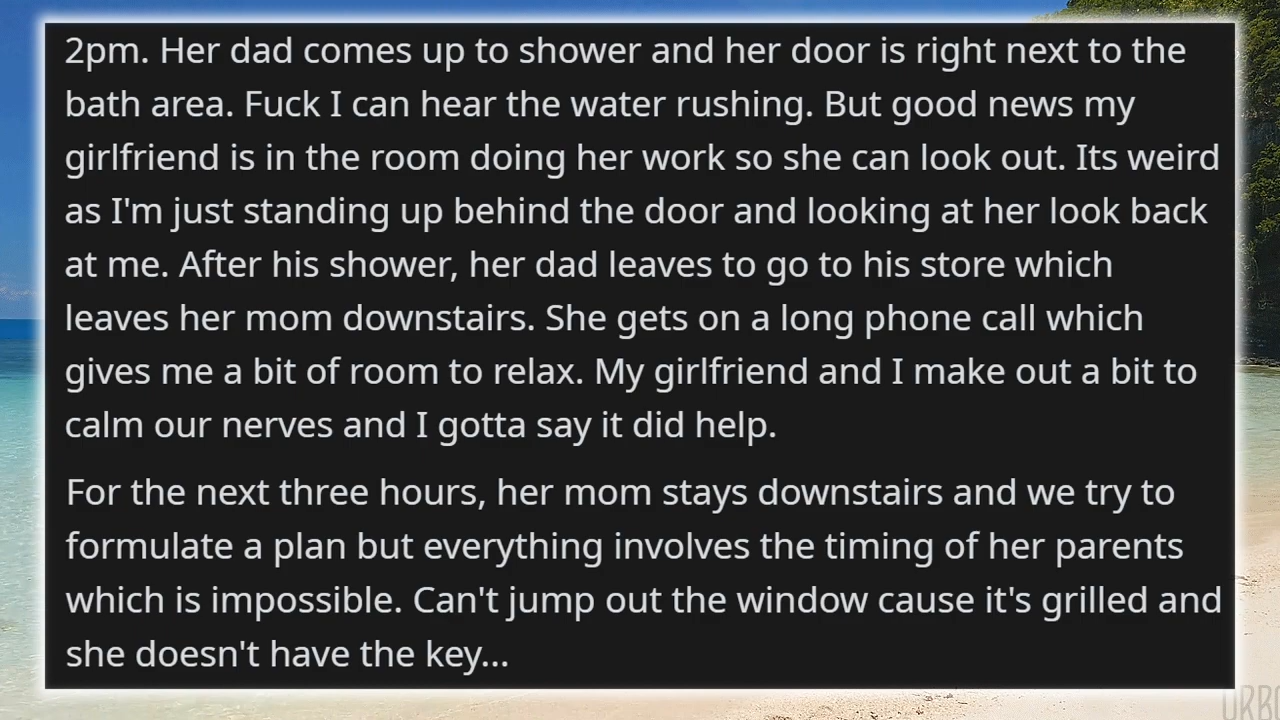 2pm. Her dad comes up to shower and her door is right next to the
bath area. Fuck I can hear the water rushing. But good news my
girlfriend is in the room doing her work so she can look out. Its weird
as I'm just standing up behind the door and looking at her look back
at me. After his shower, her dad leaves to go to his store which
leaves her mom downstairs. She gets on a long phone call which
gives me a bit of room to relax. My girlfriend and I make out a bit to
calm our nerves and I gotta say it did help.
For the next three hours, her mom stays downstairs and we try to
formulate a plan but everything involves the timing of her parents
which is impossible. Can't jump out the window cause it's grilled and
she doesn't have the key...